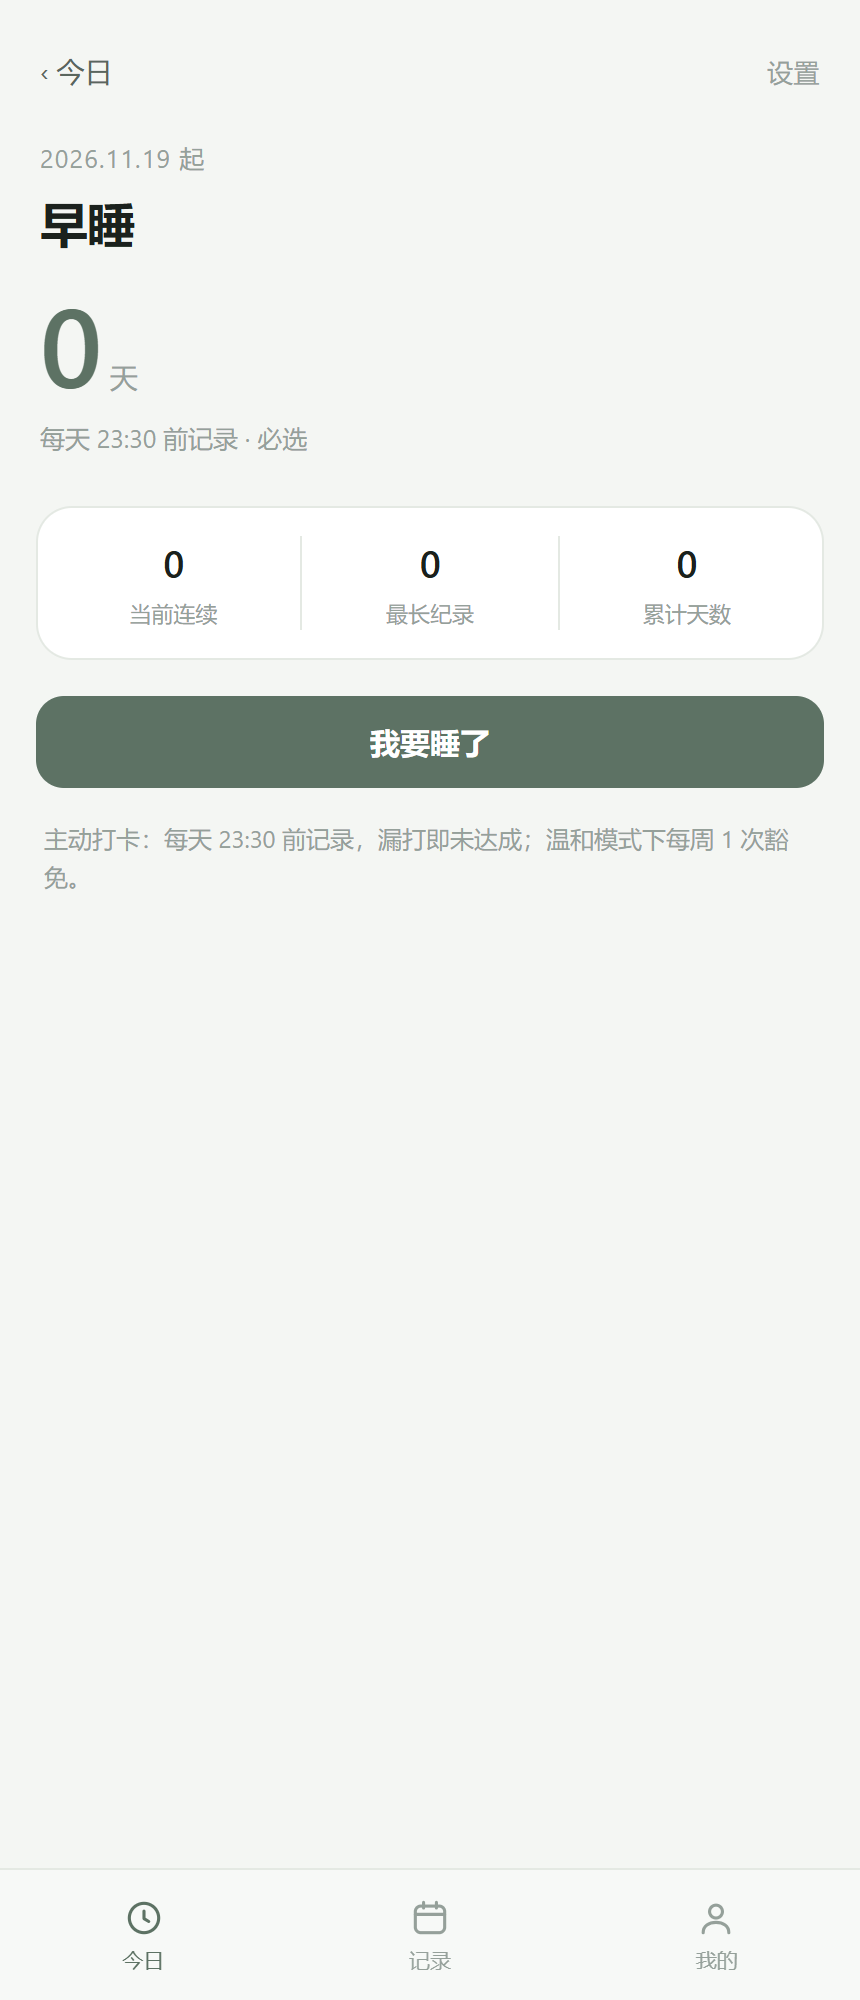 ‹ 今日
设置
2026.11.19 起
早睡
0 天
每天 23:30 前记录 · 必选
0
当前连续
0
最长纪录
0
累计天数
我要睡了
主动打卡：每天 23:30 前记录，漏打即未达成；温和模式下每周 1 次豁
免。
今日
记录
我的